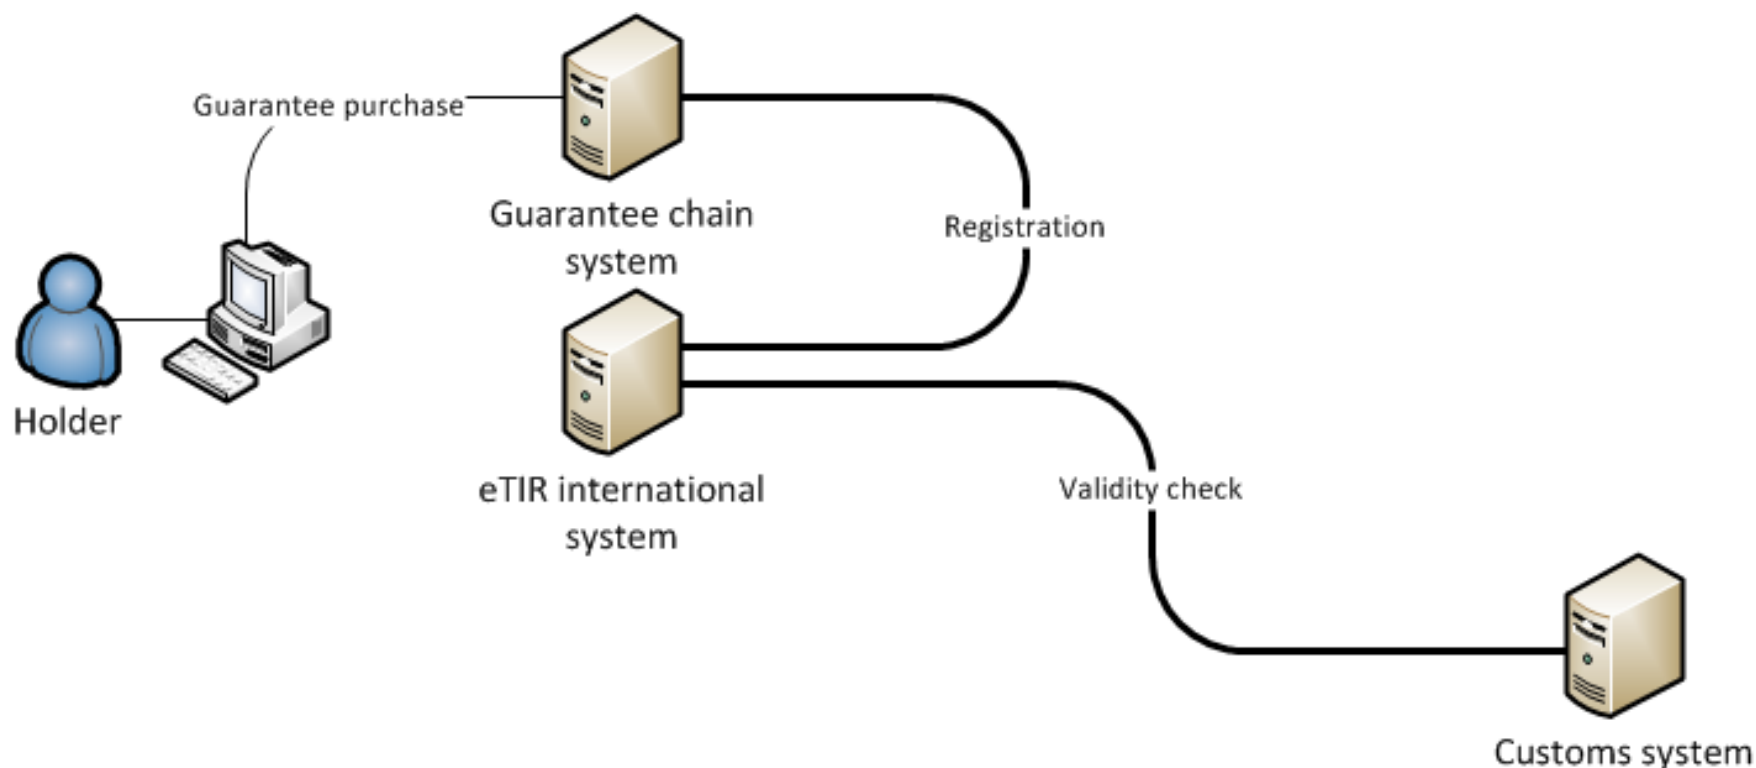 Guarantee purchase
Guarantee chain
system
Registration
Holder
eTIR international
system
Validity check
Customs system